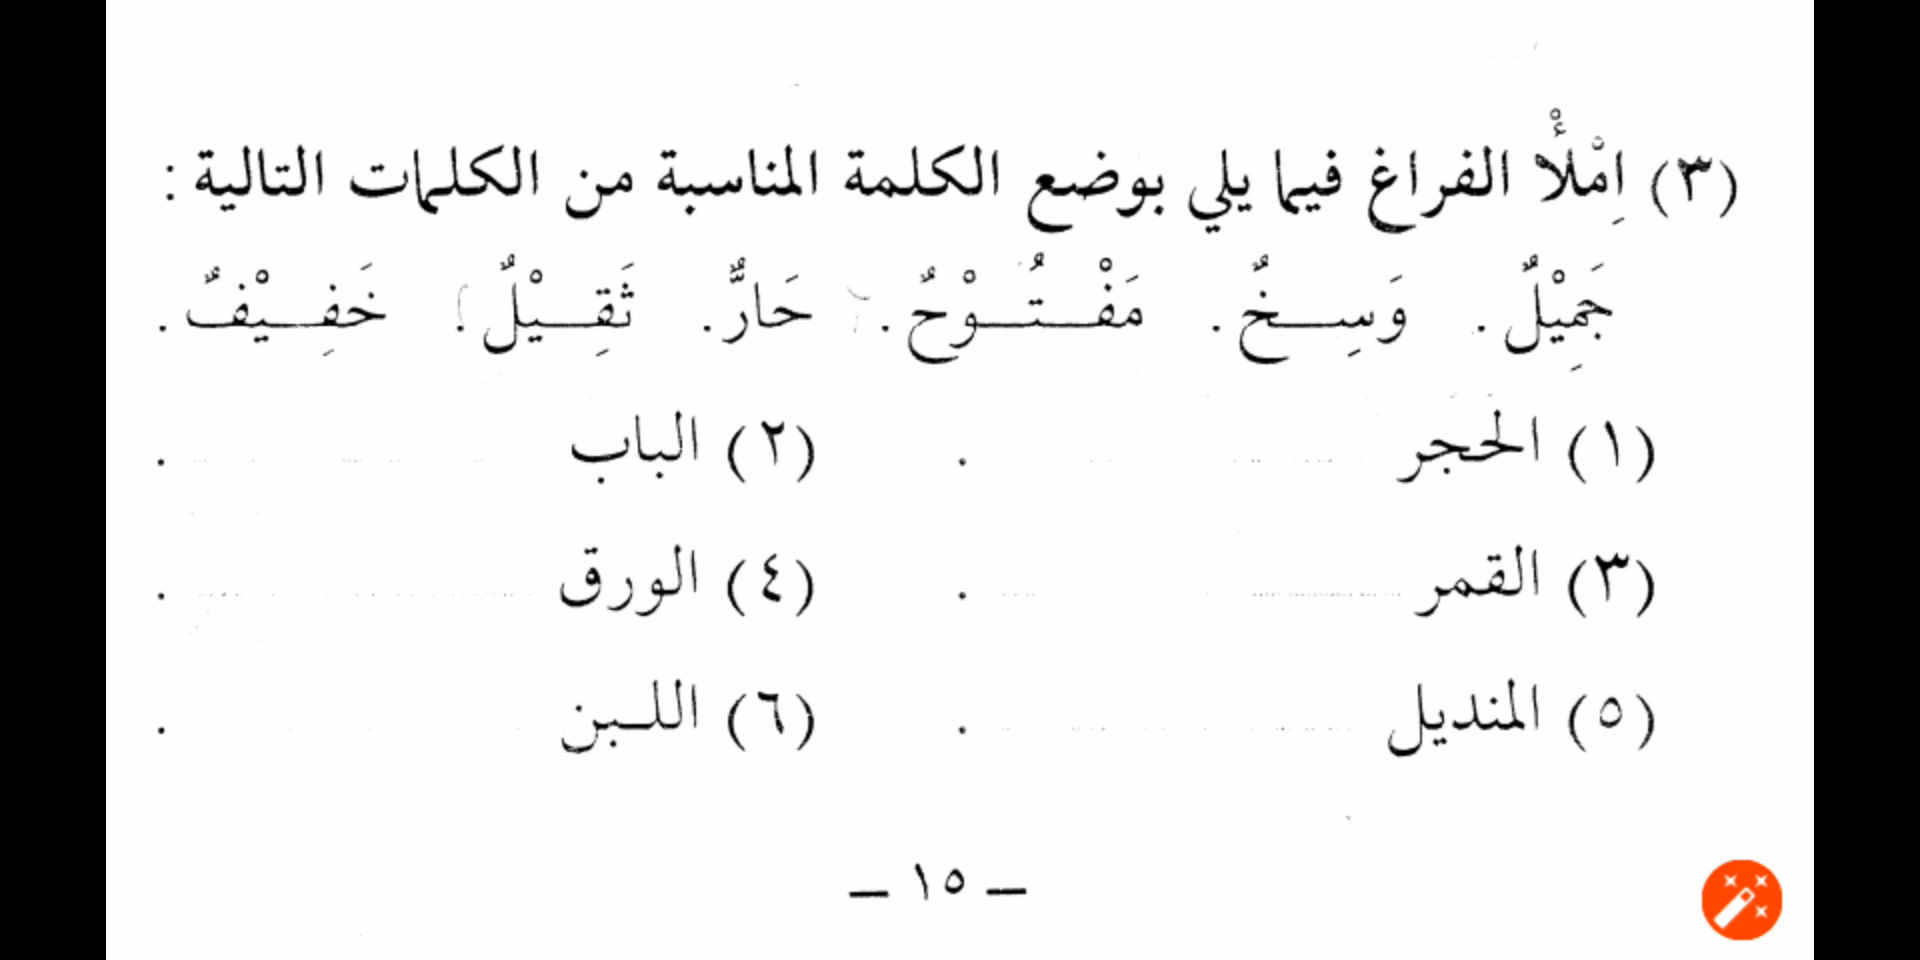 (٣) اِمْلَأْ الفراغ فيما يلي بوضع الكلمة المناسبة من الكلمات التالية :
جَمِيْلٌ . وَسِخٌ . مَفْتُوْحٌ . حَارٌّ . ثَقِيْلٌ . خَفِيْفٌ .
(١) الحجر ............ . (٢) الباب ............ .
(٣) القمر ............ . (٤) الورق ............ .
(٥) المنديل ............ . (٦) اللبن ............ .
– ١٥ –